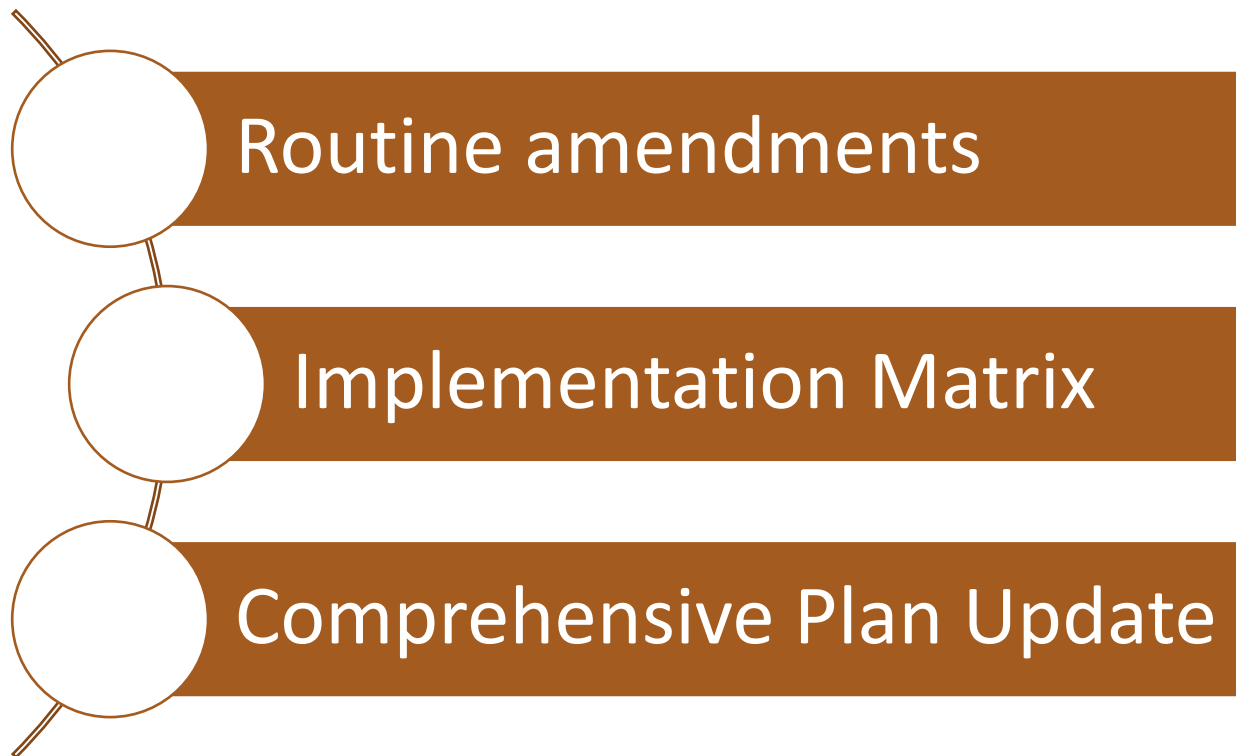 Routine amendments
Implementation Matrix
Comprehensive Plan Update